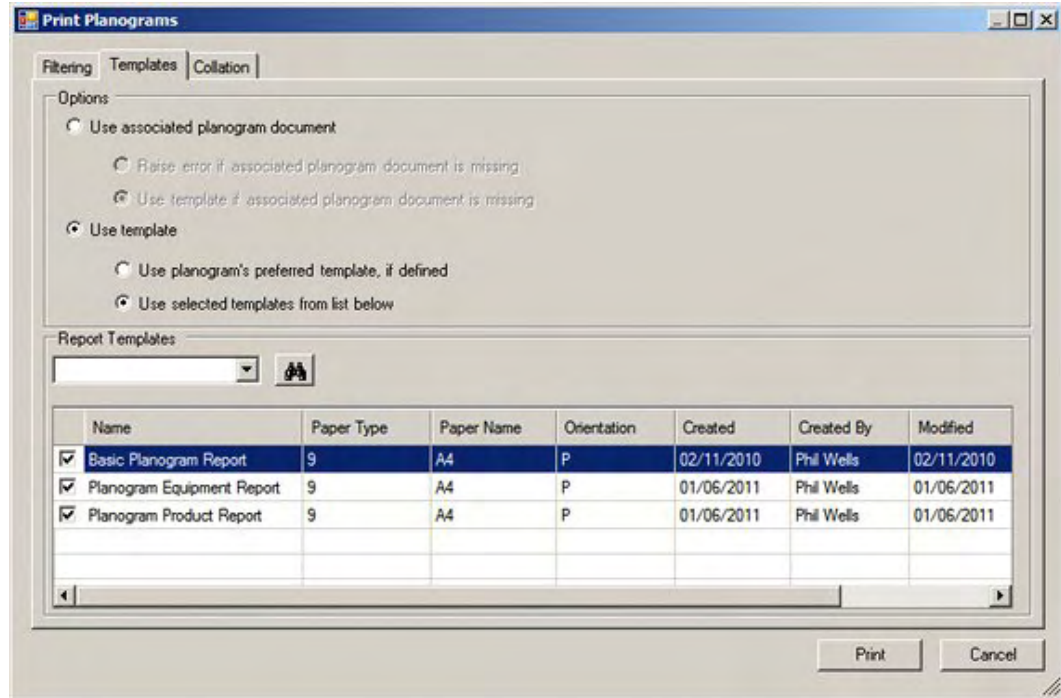 Print Planograms
Filtering Templates Collation
Options
Use associated planogram document
Raise error if associated planogram document is missing
Use template if associated planogram document is missing
Use template
Use planogram's preferred template, if defined
Use selected templates from list below
Report Templates
Name Paper Type Paper Name Orientation Created Created By Modified
Basic Planogram Report 9 A4 P 02/11/2010 Phil Wells 02/11/2010
Planogram Equipment Report 9 A4 P 01/06/2011 Phil Wells 01/06/2011
Planogram Product Report 9 A4 P 01/06/2011 Phil Wells 01/06/2011
Print Cancel